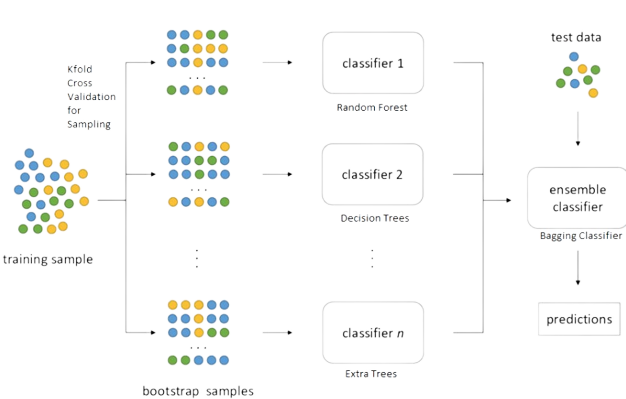 Kfold
Cross
Validation
for
Sampling
training sample
. . .
. . .
. . .
bootstrap samples
classifier 1
Random Forest
classifier 2
Decision Trees
classifier n
Extra Trees
test data
ensemble
classifier
Bagging Classifier
predictions